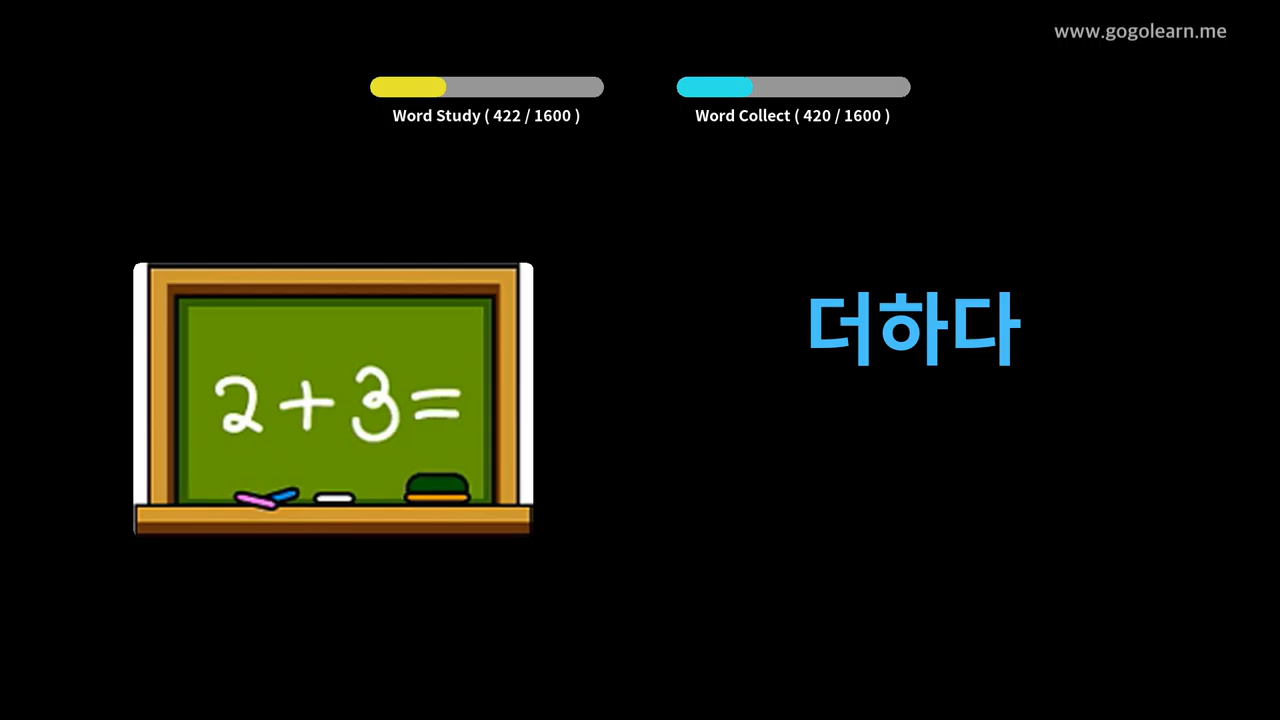 www.gogolearn.me
Word Study ( 422 / 1600 )
Word Collect ( 420 / 1600 )
더하다
2+3=